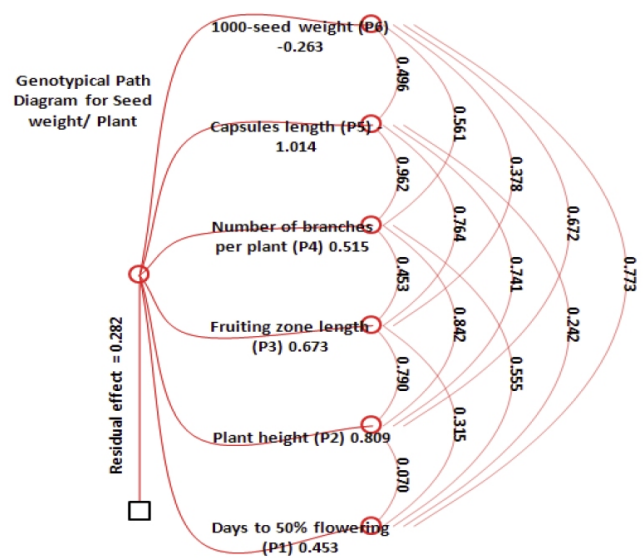 1000-seed weight (P6)
-0.263
Genotypical Path
Diagram for Seed
weight/ Plant
Capsules length (P5) -
1.014
Number of branches
per plant (P4) 0.515
Fruiting zone length
(P3) 0.673
Plant height (P2) 0.809
Days to 50% flowering
(P1) 0.453
Residual effect = 0.282
0.496
0.962
0.453
0.790
0.070
0.561
0.764
0.842
0.315
0.378
0.741
0.555
0.672
0.242
0.773